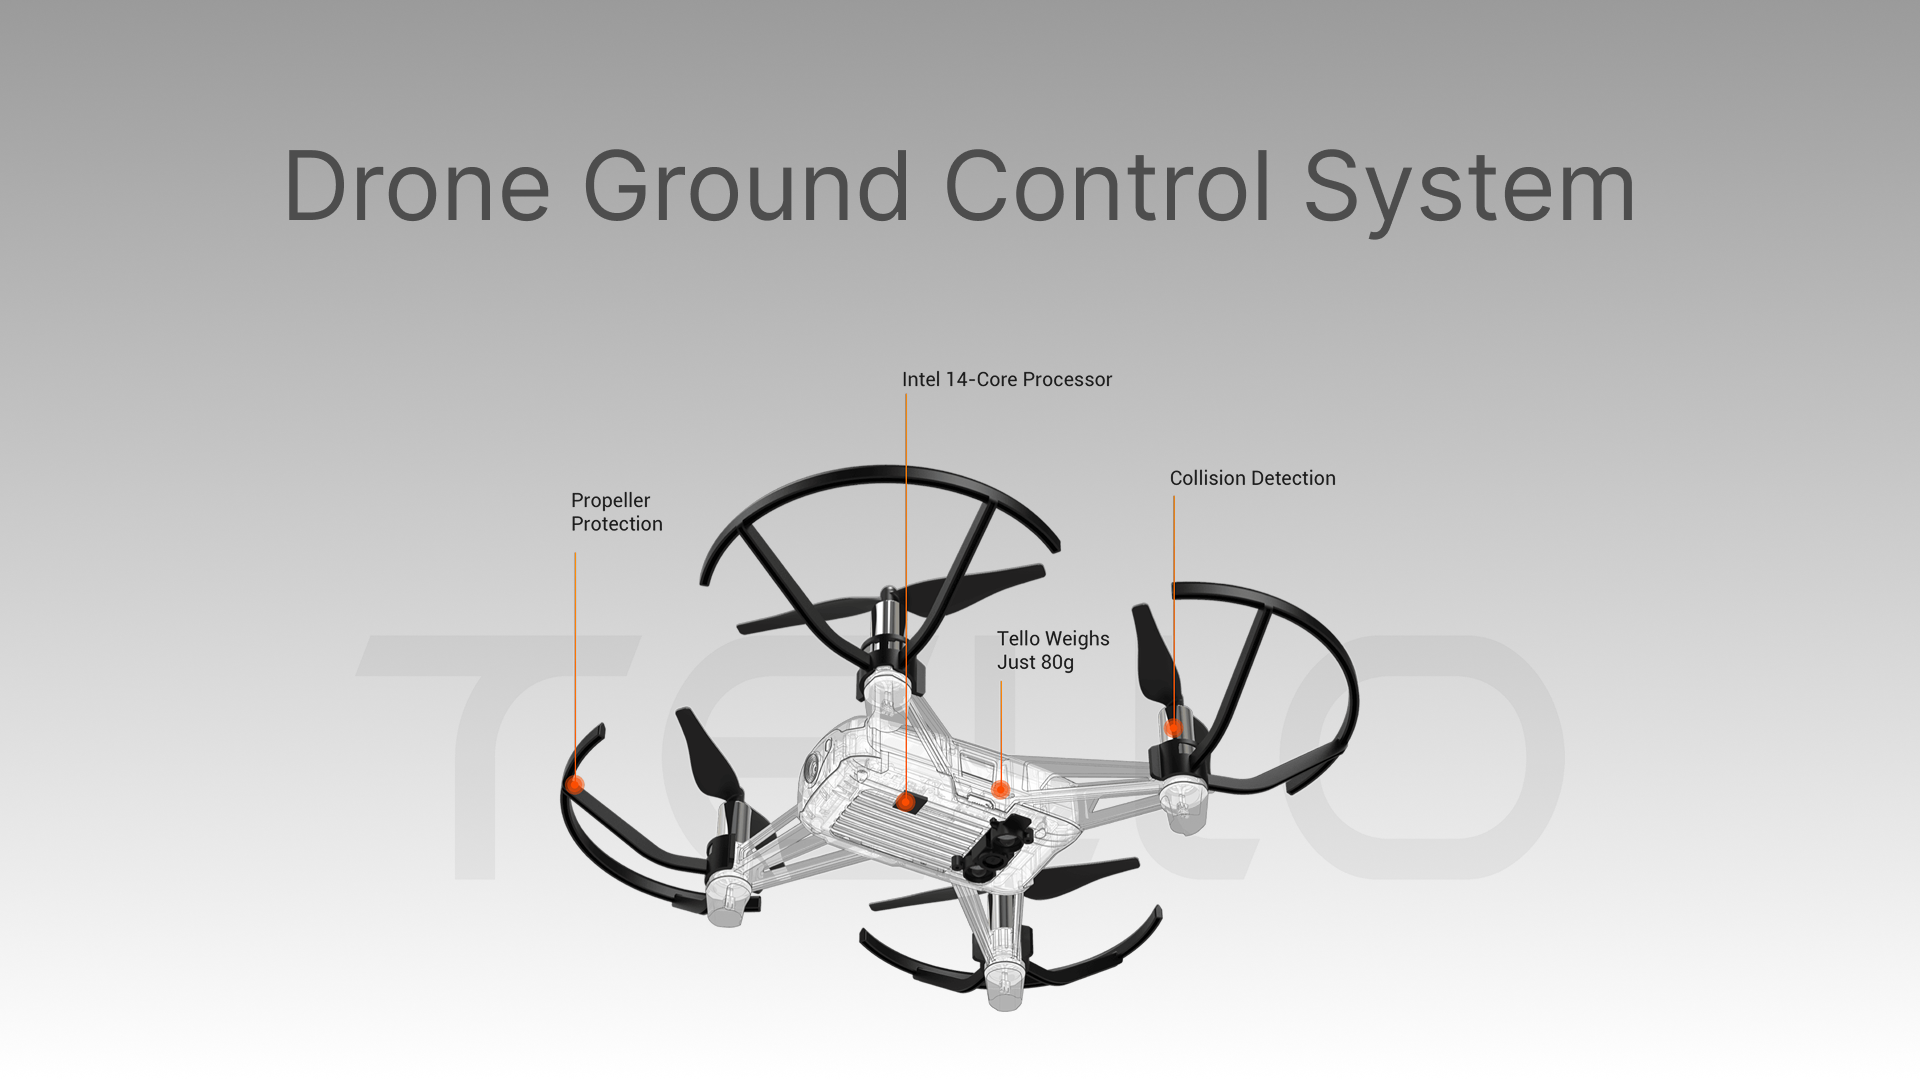 Drone Ground Control System
Intel 14-Core Processor
Collision Detection
Propeller
Protection
Tello Weighs
Just 80g
TELLO